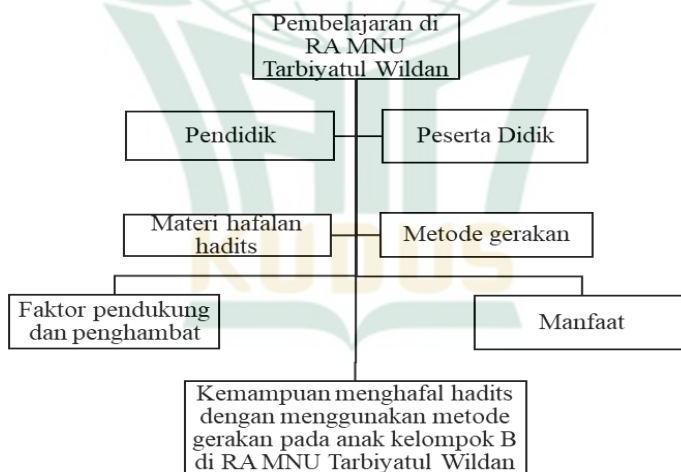 Pembelajaran di
RA MNU
Tarbiyatul Wildan
Pendidik
Peserta Didik
Materi hafalan
hadits
Metode gerakan
KUDUS
Faktor pendukung
dan penghambat
Manfaat
Kemampuan menghafal hadits
dengan menggunakan metode
gerakan pada anak kelompok B
di RA MNU Tarbiyatul Wildan